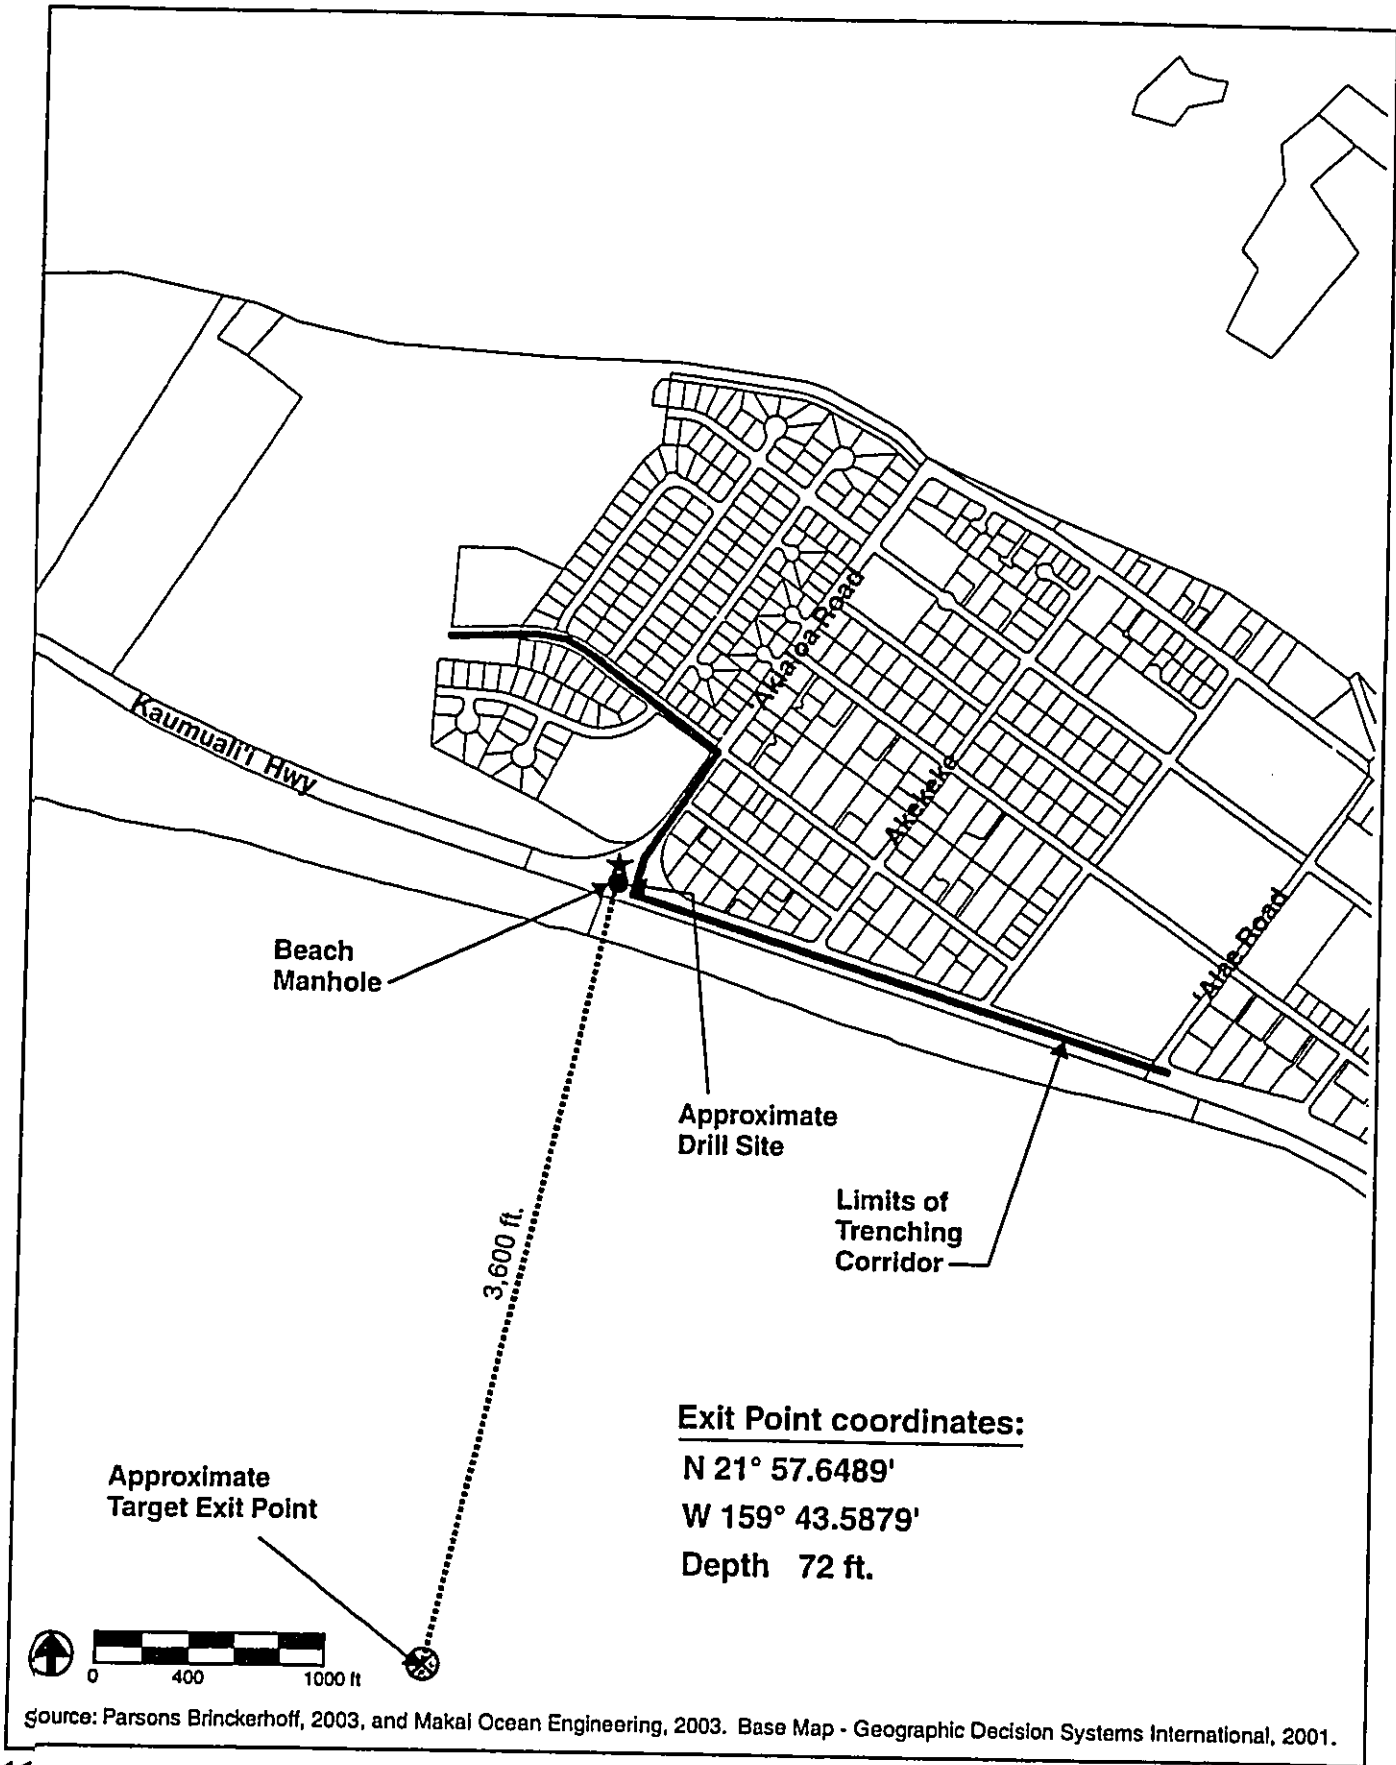 'Akialoa Road
Kaumuali'i Hwy
Akekeke
'Alae Road
Beach
Manhole
Approximate
Drill Site
Limits of
Trenching
Corridor
3,600 ft.
Exit Point coordinates:
N 21° 57.6489'
W 159° 43.5879'
Depth 72 ft.
Approximate
Target Exit Point
0 400 1000 ft
Source: Parsons Brinckerhoff, 2003, and Makai Ocean Engineering, 2003. Base Map - Geographic Decision Systems International, 2001.